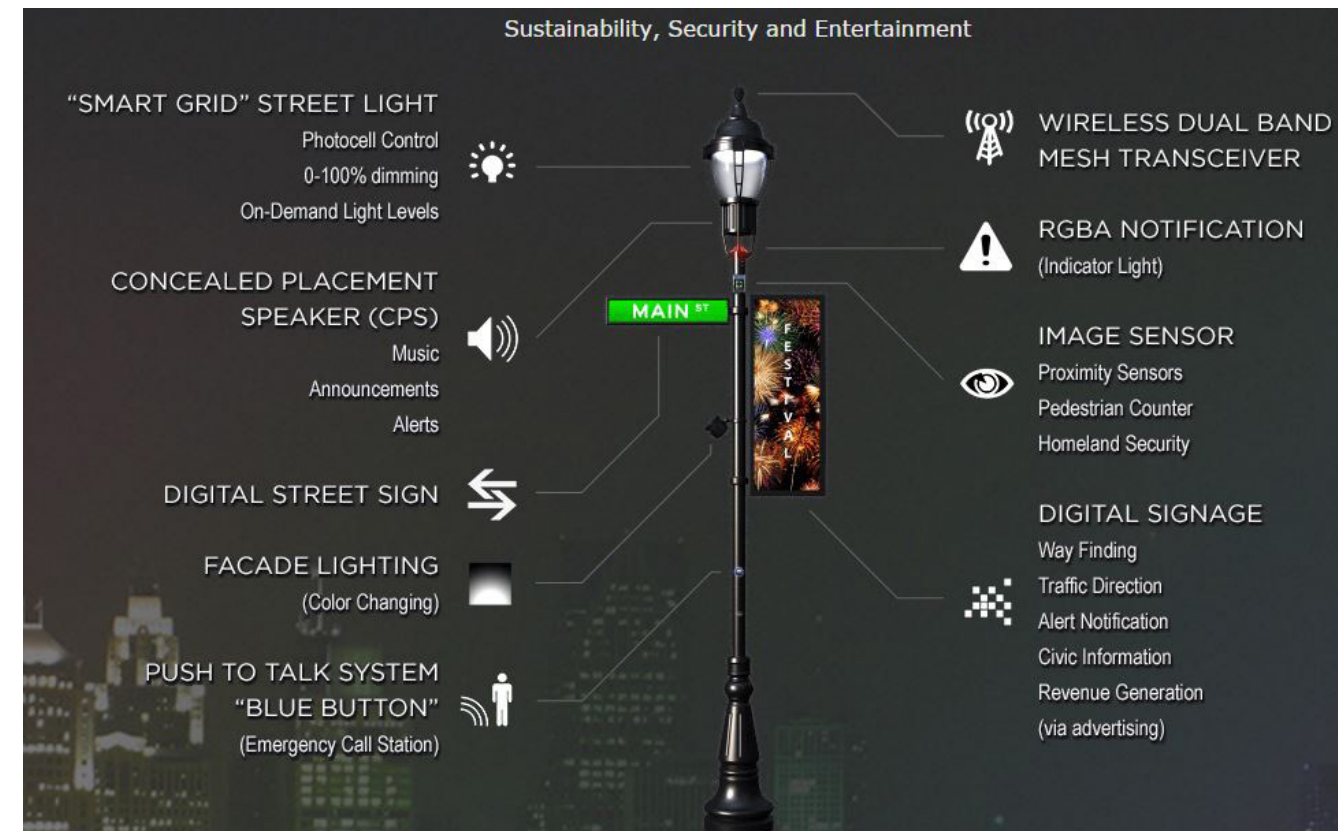 Sustainability, Security and Entertainment
“SMART GRID” STREET LIGHT
Photocell Control
0-100% dimming
On-Demand Light Levels
CONCEALED PLACEMENT
SPEAKER (CPS)
Music
Announcements
Alerts
DIGITAL STREET SIGN
FACADE LIGHTING
(Color Changing)
PUSH TO TALK SYSTEM
“BLUE BUTTON”
(Emergency Call Station)
MAIN ST
FESTIVAL
WIRELESS DUAL BAND
MESH TRANSCEIVER
RGBA NOTIFICATION
(Indicator Light)
IMAGE SENSOR
Proximity Sensors
Pedestrian Counter
Homeland Security
DIGITAL SIGNAGE
Way Finding
Traffic Direction
Alert Notification
Civic Information
Revenue Generation
(via advertising)